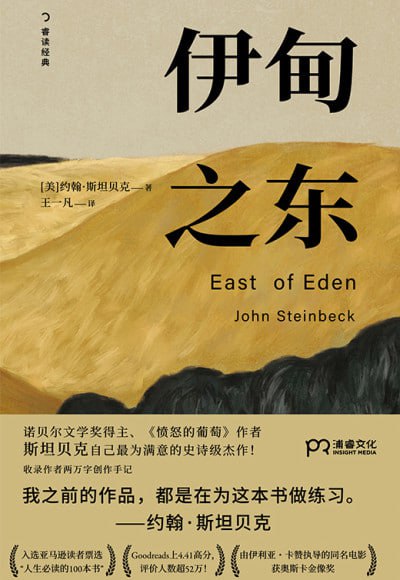 睿读经典
伊甸
之东
[美]约翰·斯坦贝克—著
王一凡—译
East of Eden
John Steinbeck
诺贝尔文学奖得主、《愤怒的葡萄》作者
斯坦贝克自己最为满意的史诗级杰作！
收录作者两万字创作手记
浦睿文化
INSIGHT MEDIA
我之前的作品，都是在为这本书做练习。
——约翰·斯坦贝克
入选亚马逊读者票选
“人生必读的100本书”
Goodreads上4.41高分，
评价人数超52万！
由伊利亚·卡赞执导的同名电影
获奥斯卡金像奖